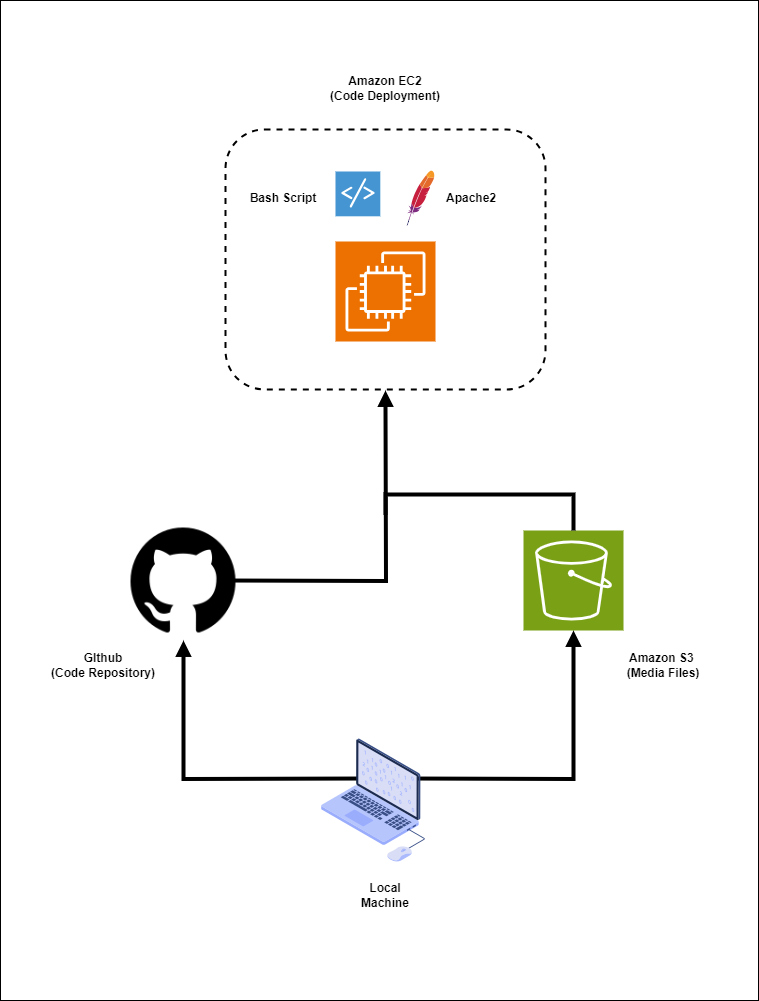 Amazon EC2
(Code Deployment)
Bash Script
Apache2
GIthub
(Code Repository)
Amazon S3
(Media Files)
Local
Machine